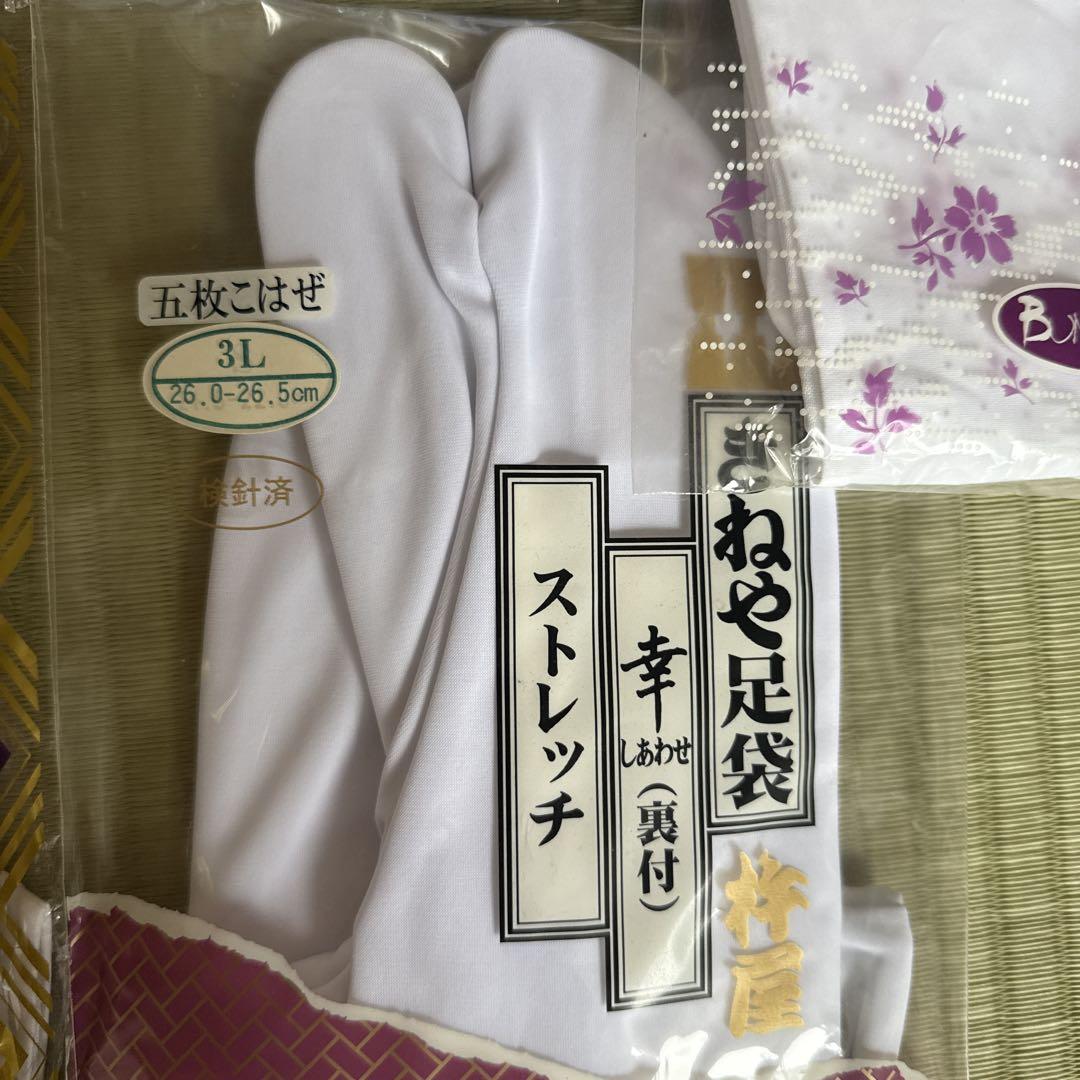 五枚こはぜ
3L
26.0-26.5cm
検針済
きねや足袋
幸
しあわせ
(裏付)
ストレッチ
杵屋